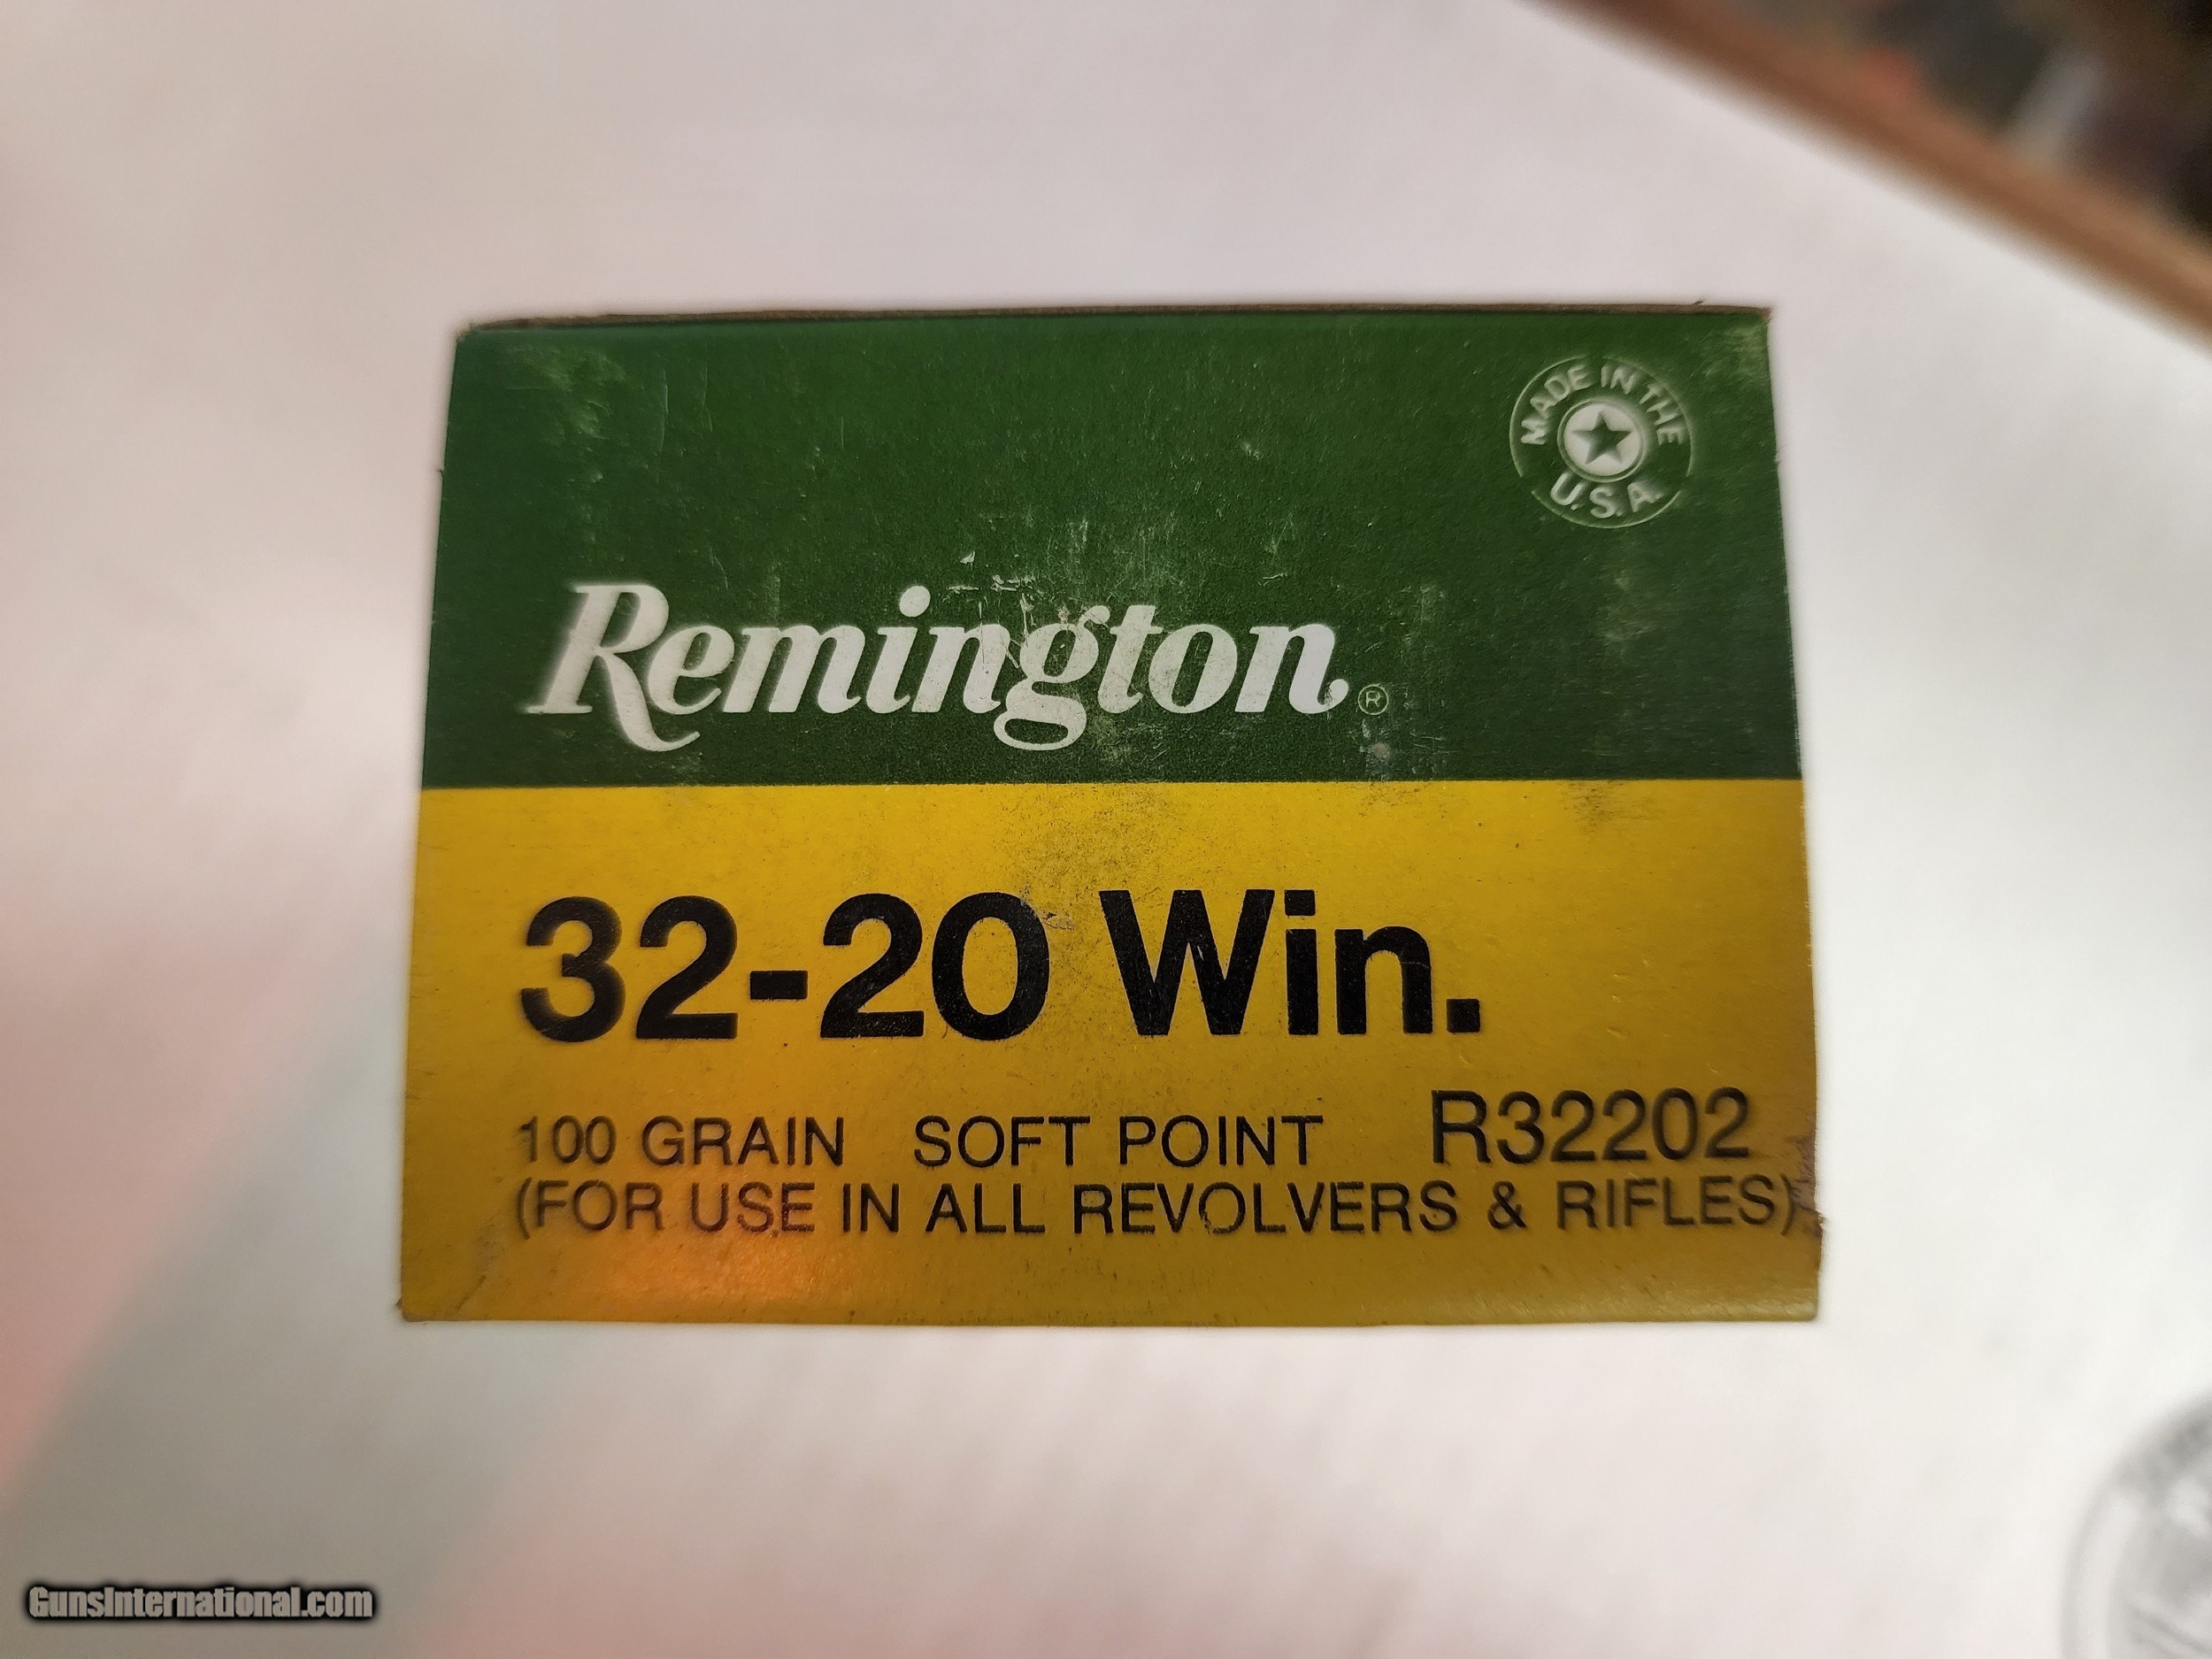 MADE IN THE
U.S.A.
Remington®
32-20 Win.
100 GRAIN SOFT POINT R32202
(FOR USE IN ALL REVOLVERS & RIFLES)
GunsInternational.com